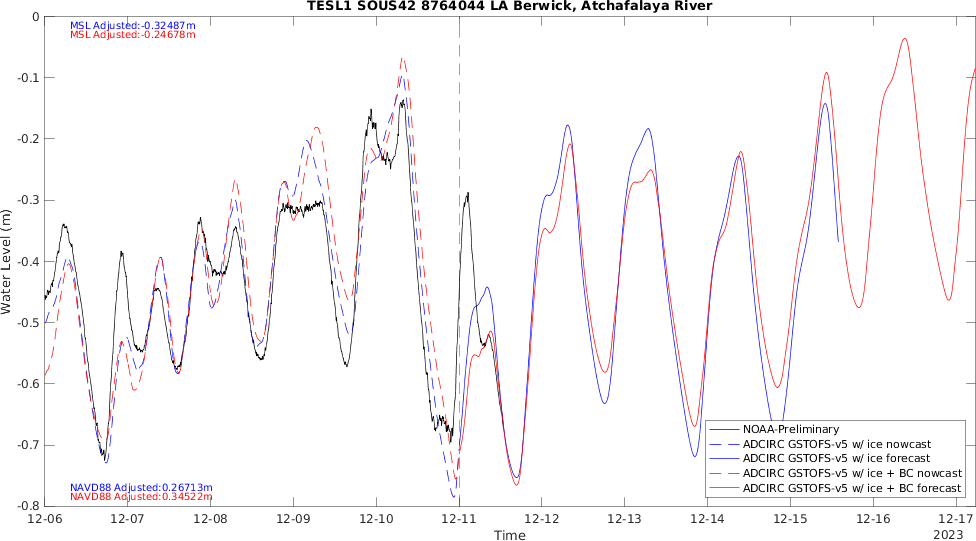 TESL1 SOUS42 8764044 LA Berwick, Atchafalaya River
MSL Adjusted:-0.32487m
MSL Adjusted:-0.24678m
0
-0.1
-0.2
-0.3
-0.4
-0.5
-0.6
-0.7
-0.8
Water Level (m)
NOAA-Preliminary
ADCIRC GSTOFS-v5 w/ ice nowcast
ADCIRC GSTOFS-v5 w/ ice forecast
ADCIRC GSTOFS-v5 w/ ice + BC nowcast
ADCIRC GSTOFS-v5 w/ ice + BC forecast
NAVD88 Adjusted:0.26713m
NAVD88 Adjusted:0.34522m
12-06 12-07 12-08 12-09 12-10 12-11 12-12 12-13 12-14 12-15 12-16 12-17
Time
2023